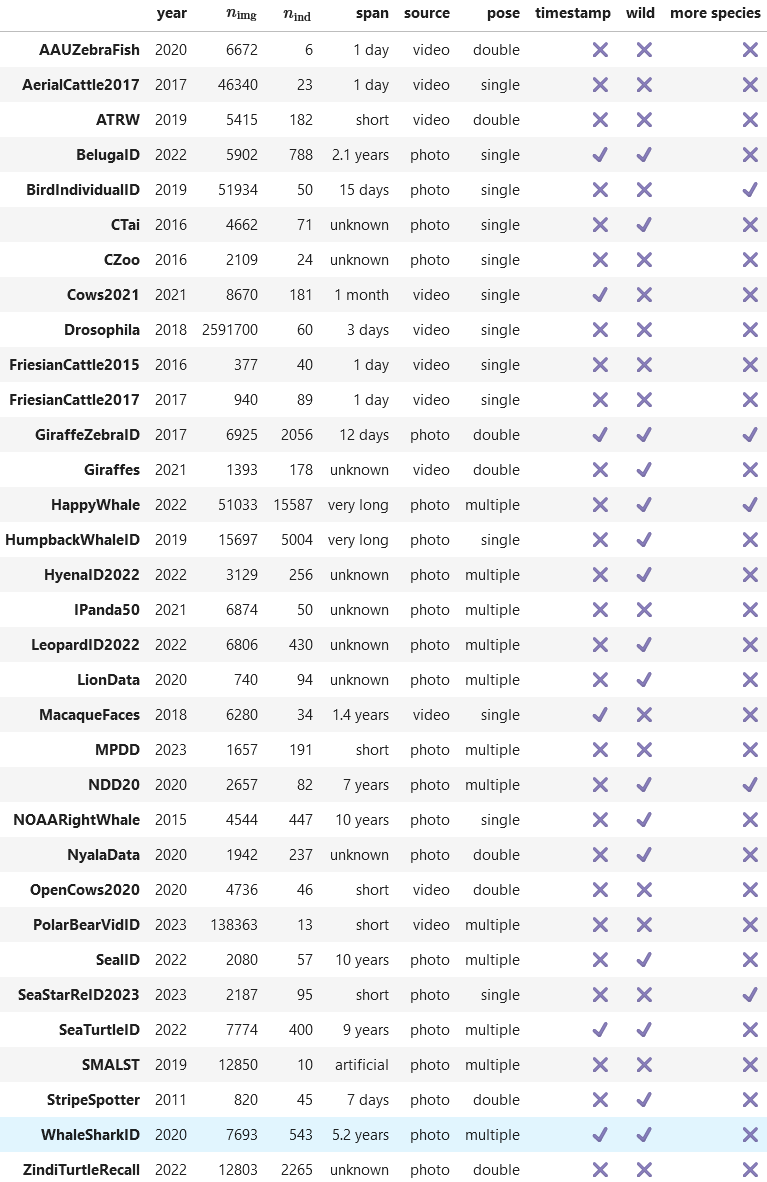 year n_img n_ind span source pose timestamp wild more species
AAUZebraFish 2020 6672 6 1 day video double ✗ ✗ ✗
AerialCattle2017 2017 46340 23 1 day video single ✗ ✗ ✗
ATRW 2019 5415 182 short video double ✗ ✗ ✗
BelugaID 2022 5902 788 2.1 years photo single ✓ ✓ ✗
BirdIndividualID 2019 51934 50 15 days photo single ✗ ✗ ✓
CTai 2016 4662 71 unknown photo single ✗ ✓ ✗
CZoo 2016 2109 24 unknown photo single ✗ ✗ ✗
Cows2021 2021 8670 181 1 month video single ✓ ✗ ✗
Drosophila 2018 2591700 60 3 days video single ✗ ✗ ✗
FriesianCattle2015 2016 377 40 1 day video single ✗ ✗ ✗
FriesianCattle2017 2017 940 89 1 day video single ✗ ✗ ✗
GiraffeZebraID 2017 6925 2056 12 days photo double ✓ ✓ ✓
Giraffes 2021 1393 178 unknown video double ✗ ✓ ✗
HappyWhale 2022 51033 15587 very long photo multiple ✗ ✓ ✓
HumpbackWhaleID 2019 15697 5004 very long photo single ✗ ✓ ✗
HyenaID2022 2022 3129 256 unknown photo multiple ✗ ✓ ✗
IPanda50 2021 6874 50 unknown photo multiple ✗ ✗ ✗
LeopardID2022 2022 6806 430 unknown photo multiple ✗ ✓ ✗
LionData 2020 740 94 unknown photo multiple ✗ ✓ ✗
MacaqueFaces 2018 6280 34 1.4 years video single ✓ ✗ ✗
MPDD 2023 1657 191 short photo multiple ✗ ✗ ✗
NDD20 2020 2657 82 7 years photo multiple ✗ ✓ ✓
NOAARightWhale 2015 4544 447 10 years photo single ✗ ✓ ✗
NyalaData 2020 1942 237 unknown photo double ✗ ✓ ✗
OpenCows2020 2020 4736 46 short video double ✗ ✗ ✗
PolarBearVidID 2023 138363 13 short video multiple ✗ ✗ ✗
SealID 2022 2080 57 10 years photo multiple ✗ ✓ ✗
SeaStarReID2023 2023 2187 95 short photo single ✗ ✗ ✓
SeaTurtleID 2022 7774 400 9 years photo multiple ✓ ✓ ✗
SMALST 2019 12850 10 artificial photo multiple ✗ ✗ ✗
StripeSpotter 2011 820 45 7 days photo double ✗ ✓ ✗
WhaleSharkID 2020 7693 543 5.2 years photo multiple ✓ ✓ ✗
ZindiTurtleRecall 2022 12803 2265 unknown photo double ✗ ✗ ✗